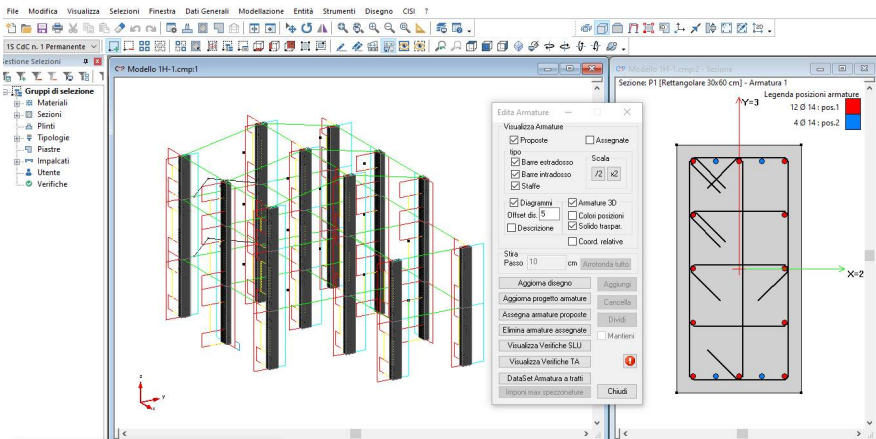 File Modifica Visualizza Selezioni Finestra Dati Generali Modellazione Entità Strumenti Disegno CISI ?
1S CdC n. 1 Permanente
Gestione Selezioni
Gruppi di selezione
Materiali
Sezioni
Plinti
Tipologie
Piastre
Impalcati
Utente
Verifiche
Modello 1H-1.cmp:1
z
y
x
Edita Armature
Visualizza Armature
Proposte Assegnate
tipo
Barre estradosso
Barre intradosso
Staffe
Scala
/2 x2
Diagrammi
Offset dis. 5
Descrizione
Armature 3D
Colori posizioni
Solido traspar.
Coord. relative
Stira
Passo 10 cm Arrotonda tutto
Aggiorna disegno Aggiungi
Aggiorna progetto armature Cancella
Assegna armature proposte Dividi
Elimina armature assegnate Mantieni
Visualizza Verifiche SLU
Visualizza Verifiche TA
DataSet Armatura a tratti
Imponi max spezzonature Chiudi
Modello 1H-1.cmp:2 - Sezione
Sezione: P1 [Rettangolare 30x60 cm] - Armatura 1
Legenda posizioni armature
12 Ø 14 : pos.1
4 Ø 14 : pos.2
Y=3
X=2